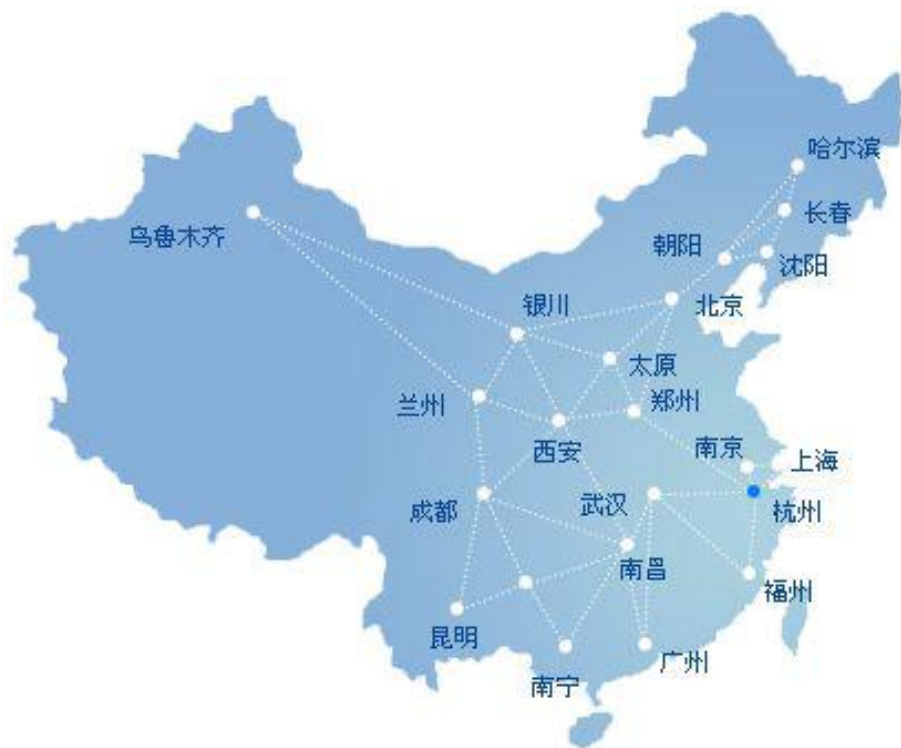 哈尔滨
长春
乌鲁木齐
朝阳
沈阳
银川
北京
太原
兰州
郑州
西安
南京
上海
成都
武汉
杭州
南昌
福州
昆明
广州
南宁